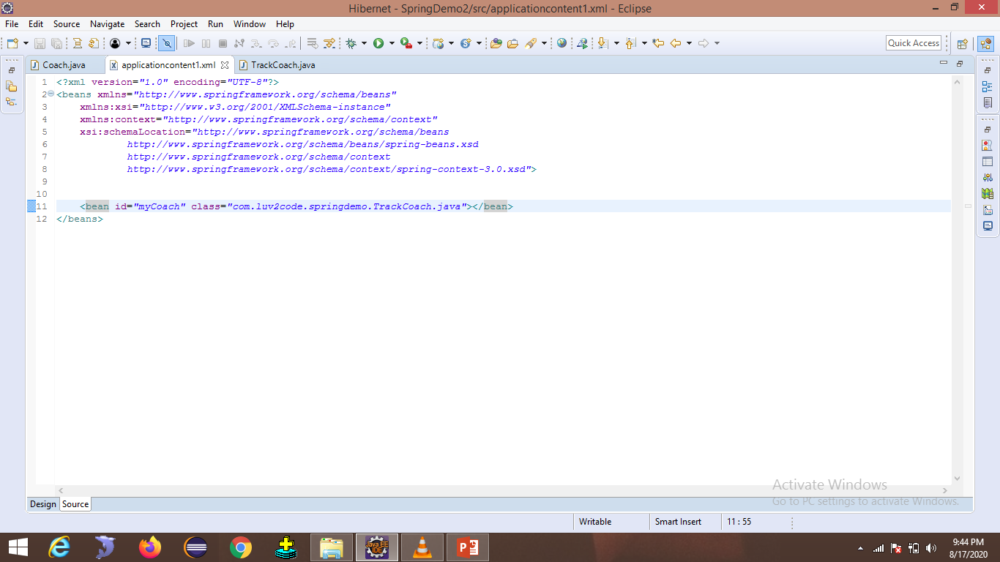 Hibernet - SpringDemo2/src/applicationcontent1.xml - Eclipse
File Edit Source Navigate Search Project Run Window Help
Quick Access
Coach.java applicationcontent1.xml TrackCoach.java
1 <?xml version="1.0" encoding="UTF-8"?>
2 <beans xmlns="http://www.springframework.org/schema/beans"
3 xmlns:xsi="http://www.w3.org/2001/XMLSchema-instance"
4 xmlns:context="http://www.springframework.org/schema/context"
5 xsi:schemaLocation="http://www.springframework.org/schema/beans
6 http://www.springframework.org/schema/beans/spring-beans.xsd
7 http://www.springframework.org/schema/context
8 http://www.springframework.org/schema/context/spring-context-3.0.xsd">
9
10
11 <bean id="myCoach" class="com.luv2code.springdemo.TrackCoach.java"></bean>
12 </beans>
Activate Windows
Go to PC settings to activate Windows.
Design Source
Writable Smart Insert 11 : 55
Java EE
IDE
9:44 PM
8/17/2020